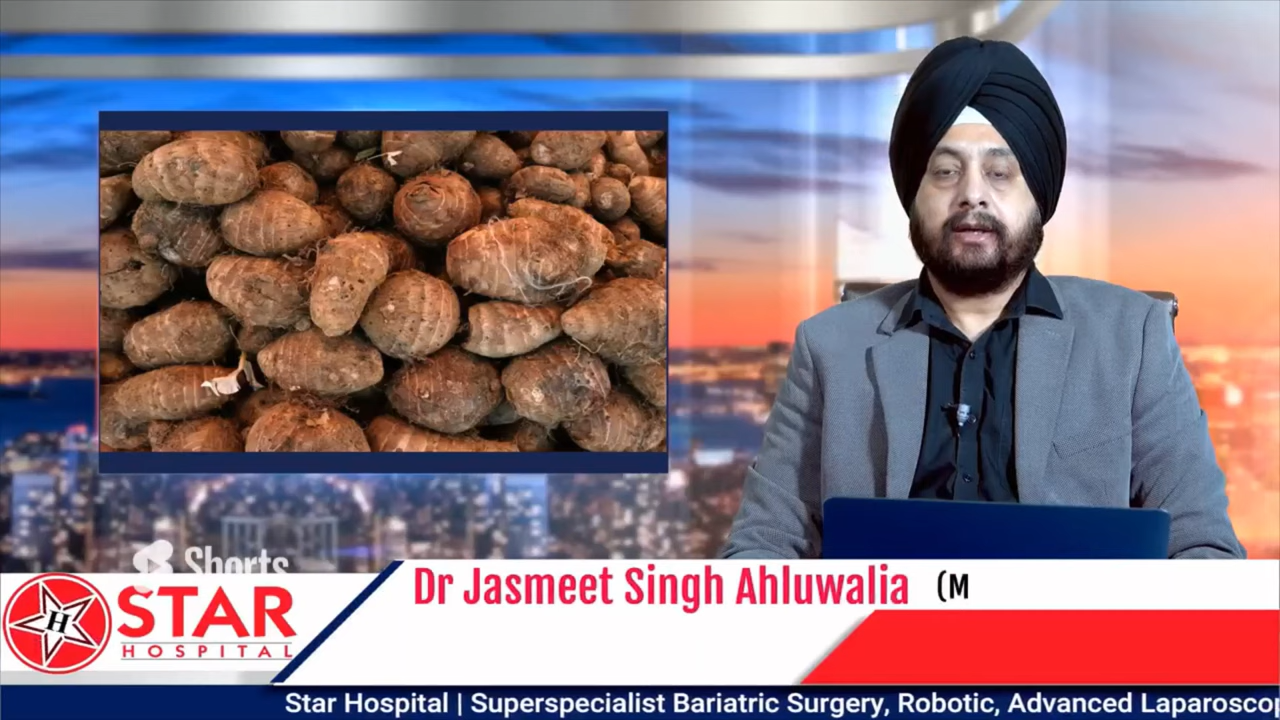 Shorts
Dr Jasmeet Singh Ahluwalia (M
H
STAR
HOSPITAL
Star Hospital | Superspecialist Bariatric Surgery, Robotic, Advanced Laparoscop